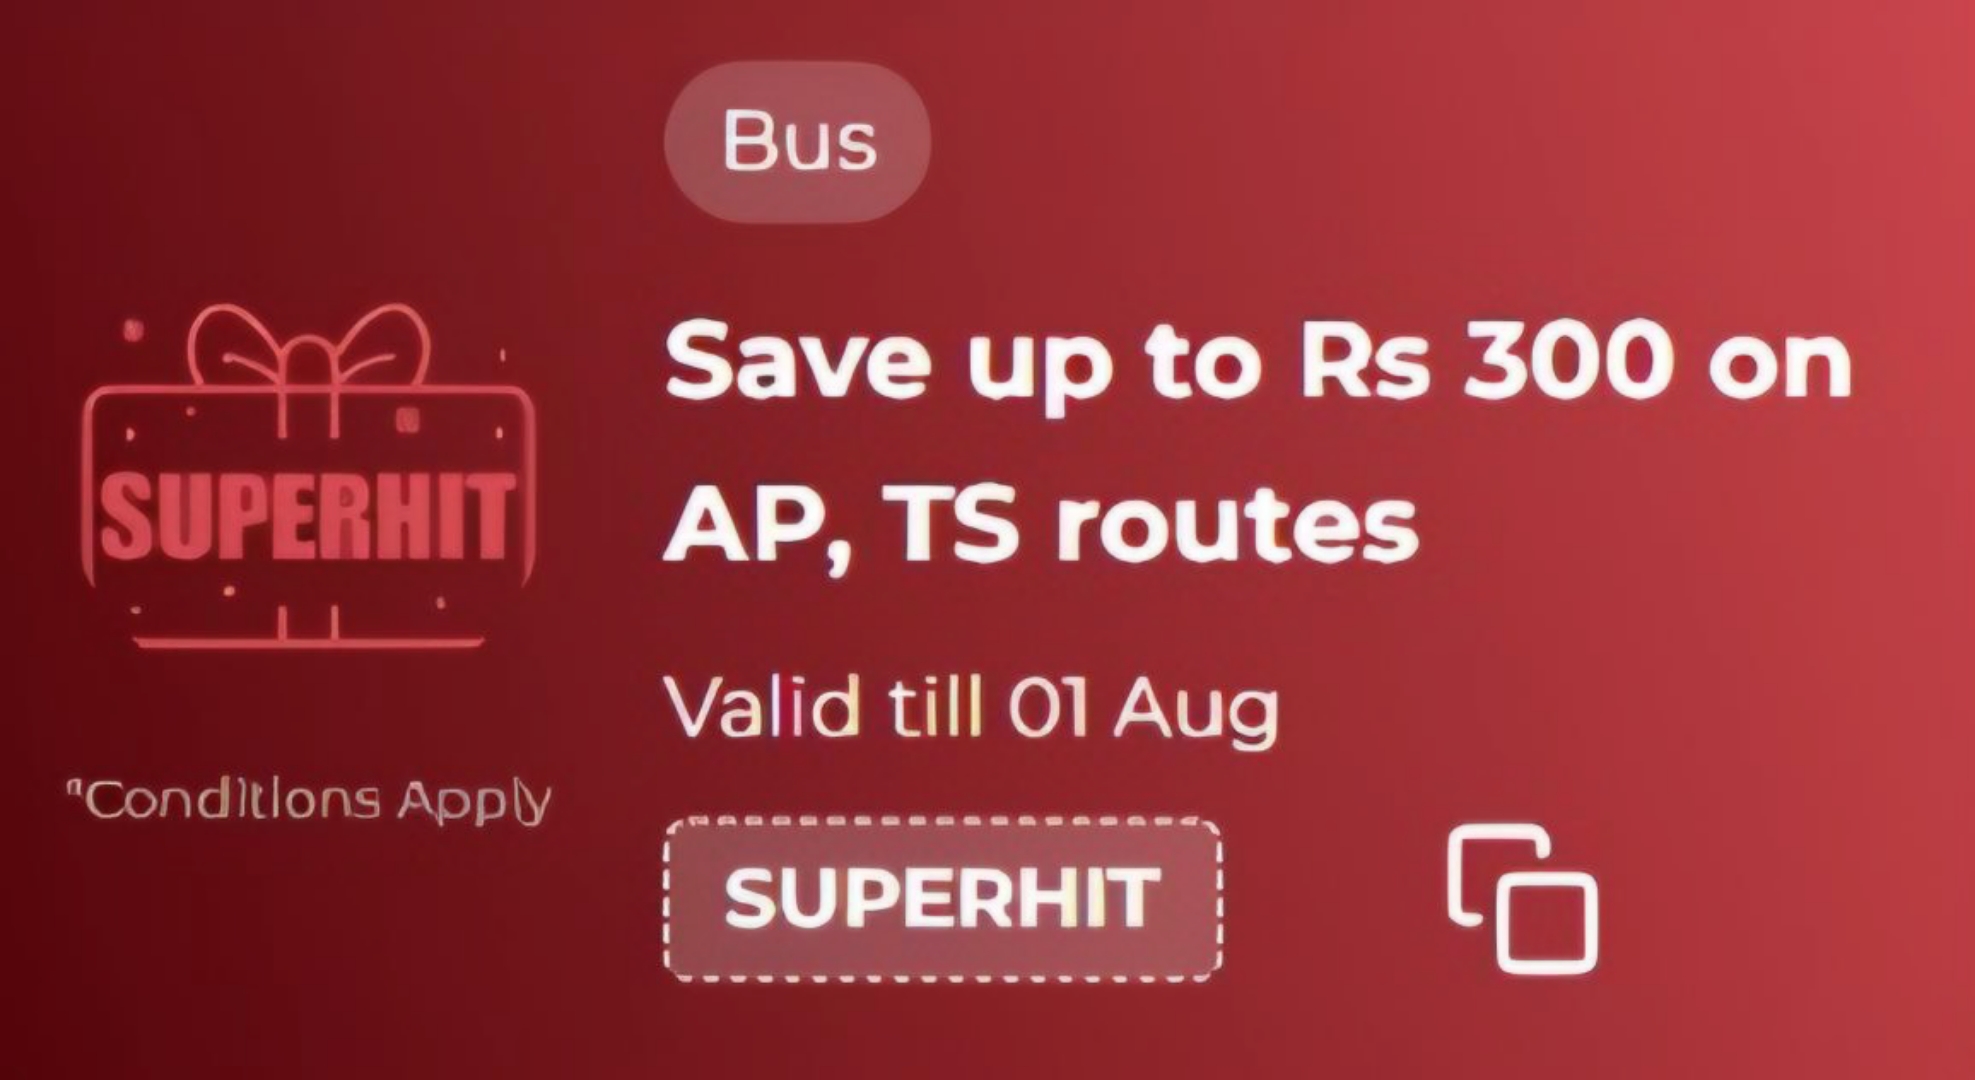 Bus
Save up to Rs 300 on
AP, TS routes
Valid till 01 Aug
SUPERHIT
SUPERHIT
*Conditions Apply